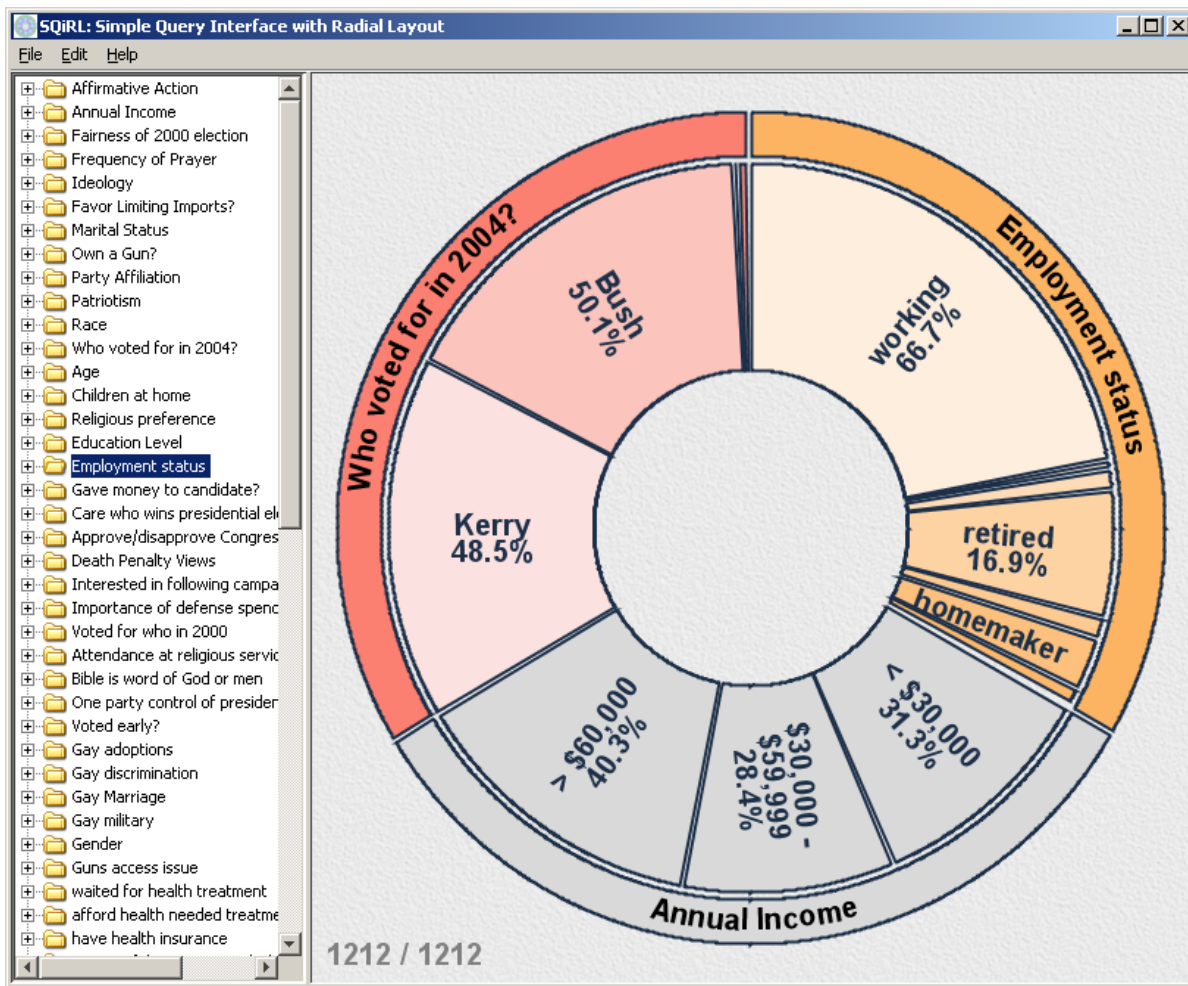 SQiRL: Simple Query Interface with Radial Layout
File Edit Help
Affirmative Action
Annual Income
Fairness of 2000 election
Frequency of Prayer
Ideology
Favor Limiting Imports?
Marital Status
Own a Gun?
Party Affiliation
Patriotism
Race
Who voted for in 2004?
Age
Children at home
Religious preference
Education Level
Employment status
Gave money to candidate?
Care who wins presidential ele
Approve/disapprove Congres
Death Penalty Views
Interested in following campa
Importance of defense spenc
Voted for who in 2000
Attendance at religious servic
Bible is word of God or men
One party control of presider
Voted early?
Gay adoptions
Gay discrimination
Gay Marriage
Gay military
Gender
Guns access issue
waited for health treatment
afford health needed treatme
have health insurance
Who voted for in 2004?
Bush
50.1%
Kerry
48.5%
Employment status
working
66.7%
retired
16.9%
homemaker
Annual Income
< $30,000
31.3%
$30,000 -
$59,999
28.4%
> $60,000
40.3%
1212 / 1212